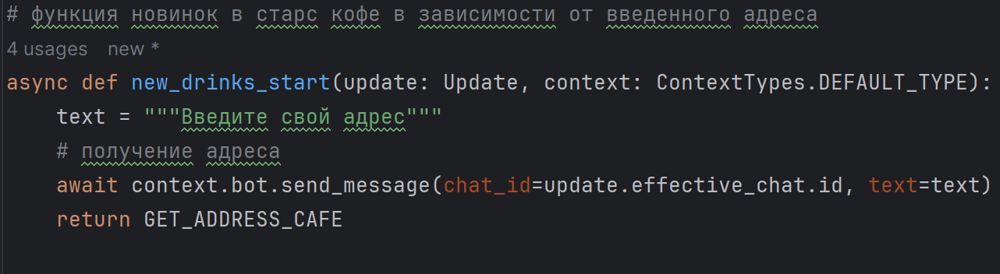 # функция новинок в старс кофе в зависимости от введенного адреса
4 usages new *
async def new_drinks_start(update: Update, context: ContextTypes.DEFAULT_TYPE):
text = """Введите свой адрес"""
# получение адреса
await context.bot.send_message(chat_id=update.effective_chat.id, text=text)
return GET_ADDRESS_CAFE